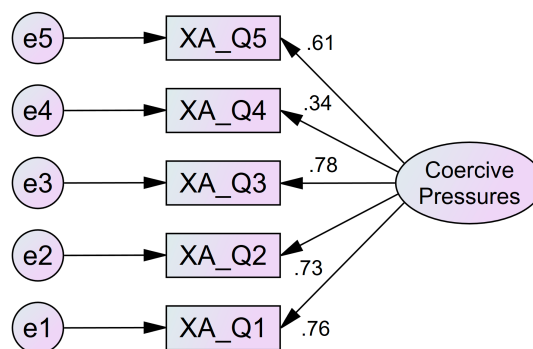 e5
XA_Q5
.61
e4
XA_Q4
.34
e3
XA_Q3
.78
Coercive
Pressures
e2
XA_Q2
.73
e1
XA_Q1
.76